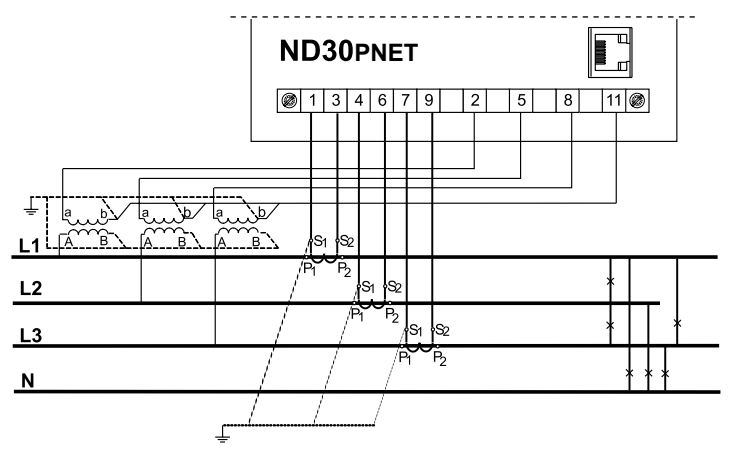 ND30PNET
1 3 4 6 7 9 2 5 8 11
a b a b a b
A B A B A B
L1
S1 S2
P1 P2
L2
S1 S2
P1 P2
L3
S1 S2
P1 P2
N